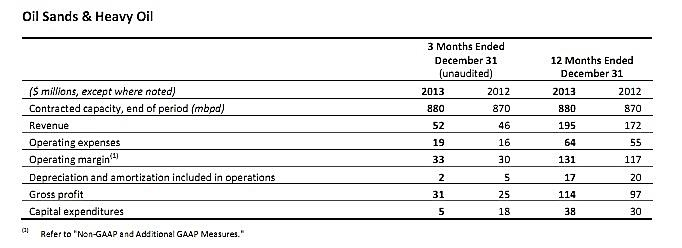 Oil Sands & Heavy Oil
3 Months Ended
December 31
(unaudited)
12 Months Ended
December 31
($ millions, except where noted) 2013 2012 2013 2012
Contracted capacity, end of period (mbpd) 880 870 880 870
Revenue 52 46 195 172
Operating expenses 19 16 64 55
Operating margin(1) 33 30 131 117
Depreciation and amortization included in operations 2 5 17 20
Gross profit 31 25 114 97
Capital expenditures 5 18 38 30
(1) Refer to "Non-GAAP and Additional GAAP Measures."